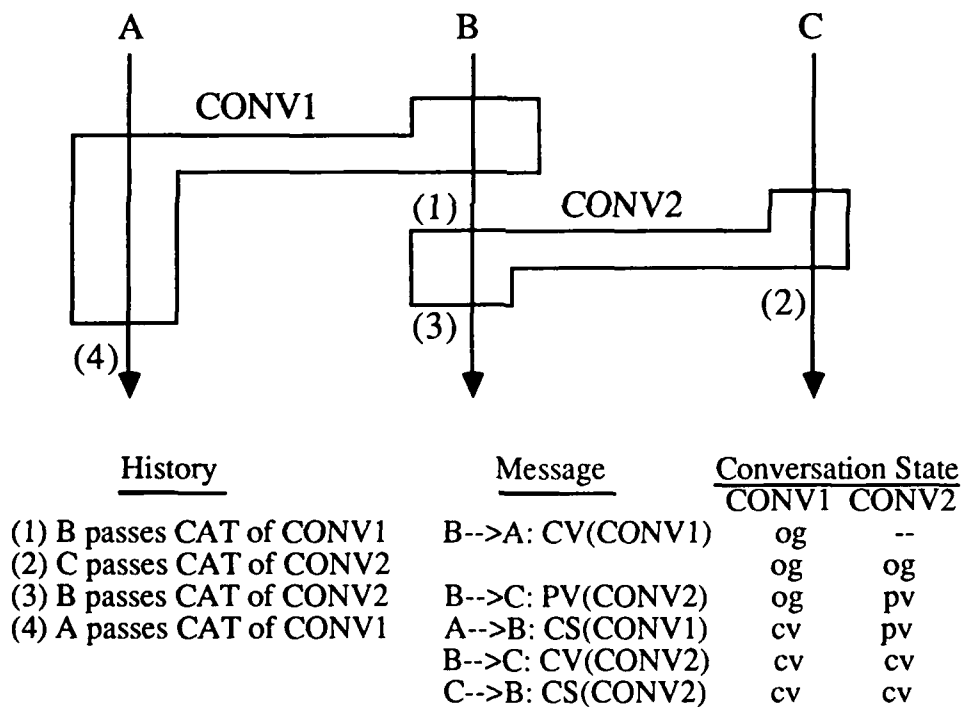 A B C
CONV1
(1) CONV2
(2)
(3)
(4)
History Message Conversation State
CONV1 CONV2
(1) B passes CAT of CONV1 B-->A: CV(CONV1) og --
(2) C passes CAT of CONV2 og og
(3) B passes CAT of CONV2 B-->C: PV(CONV2) og pv
(4) A passes CAT of CONV1 A-->B: CS(CONV1) cv pv
B-->C: CV(CONV2) cv cv
C-->B: CS(CONV2) cv cv